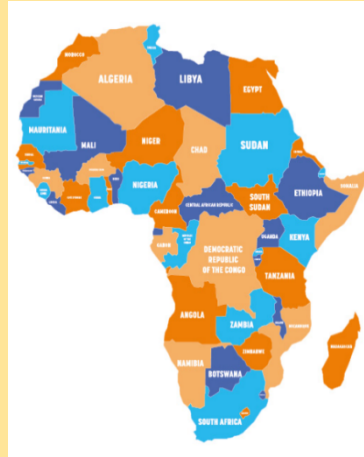 MOROCCO
TUNISIA
ALGERIA
LIBYA
EGYPT
MAURITANIA
MALI
NIGER
CHAD
SUDAN
NIGERIA
ETHIOPIA
SOMALIA
CENTRAL AFRICAN REPUBLIC
SOUTH
SUDAN
CAMEROON
UGANDA
KENYA
GABON
DEMOCRATIC
REPUBLIC
OF THE CONGO
TANZANIA
ANGOLA
ZAMBIA
MOZAMBIQUE
ZIMBABWE
MADAGASCAR
NAMIBIA
BOTSWANA
SOUTH AFRICA